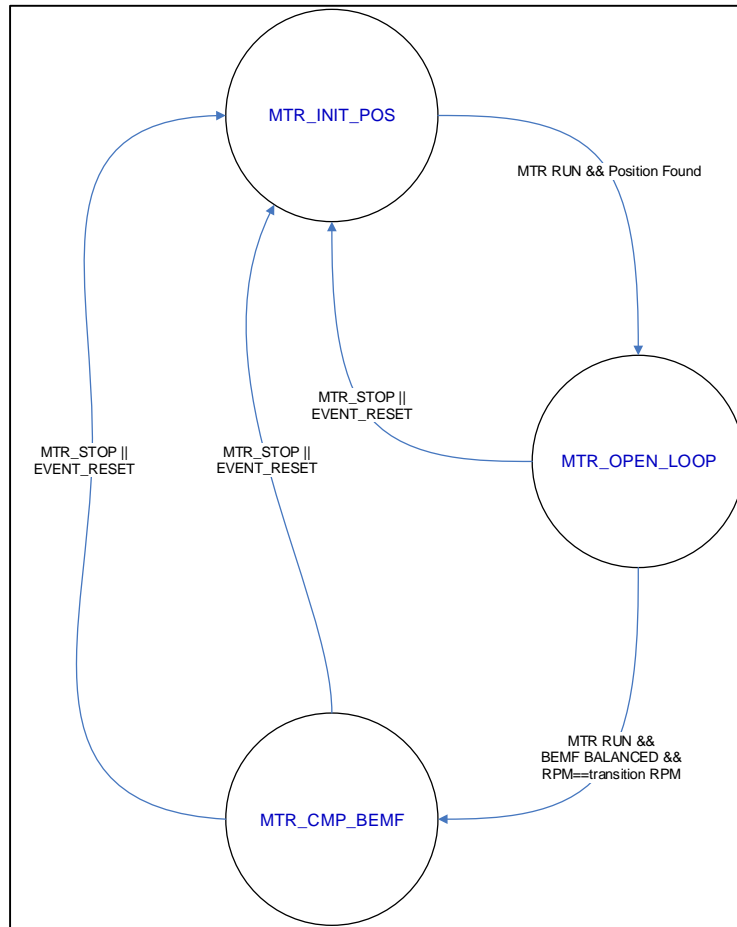 MTR_INIT_POS
MTR RUN && Position Found
MTR_STOP ||
EVENT_RESET
MTR_STOP ||
EVENT_RESET
MTR_STOP ||
EVENT_RESET
MTR_OPEN_LOOP
MTR RUN &&
BEMF BALANCED &&
RPM==transition RPM
MTR_CMP_BEMF